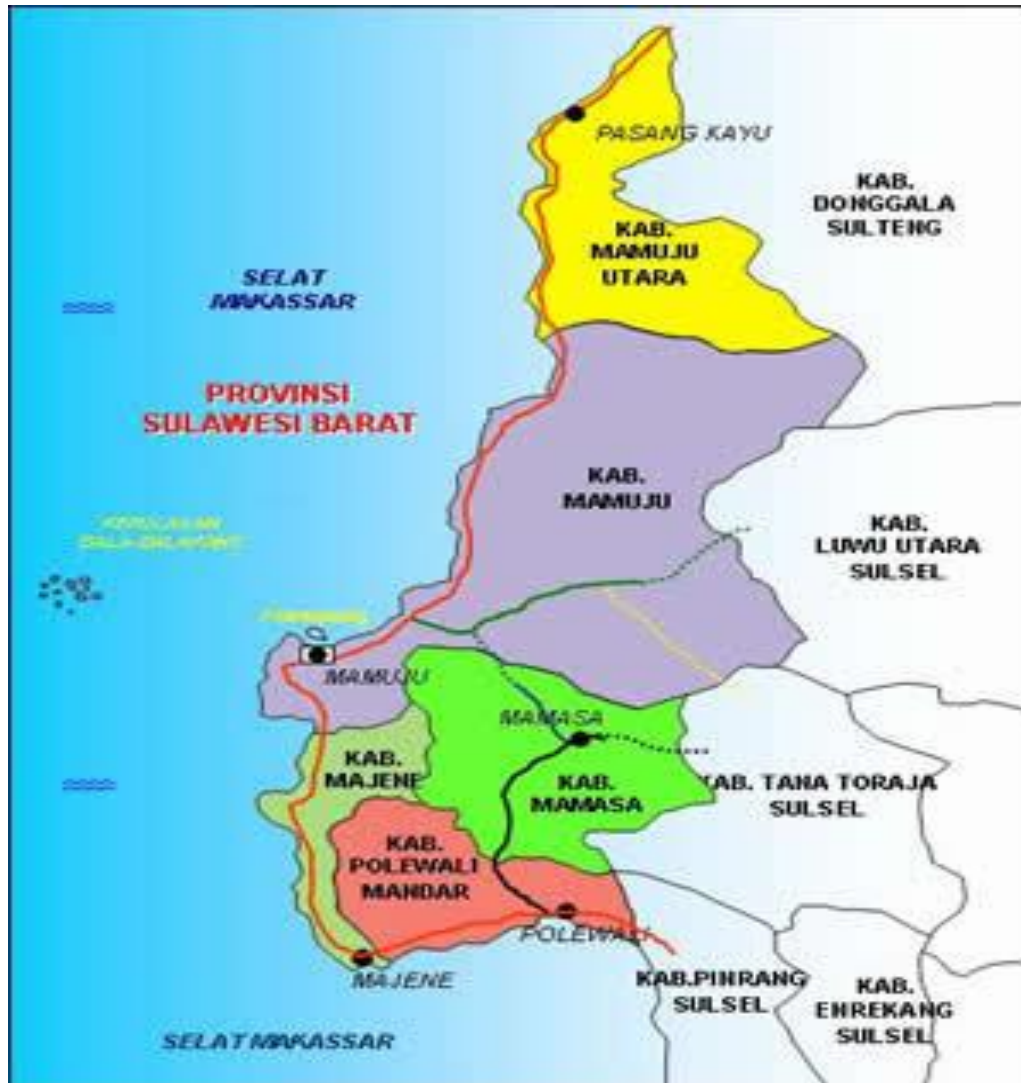 PASANG KAYU
KAB.
DONGGALA
SULTENG
KAB.
MAMUJU
UTARA
SELAT
MAKASSAR
PROVINSI
SULAWESI BARAT
KAB.
MAMUJU
KAB.
LUWU UTARA
SULSEL
MAMUJU
MAMASA
KAB.
MAJENE
KAB.
MAMASA
KAB. TANA TORAJA
SULSEL
KAB.
POLEWALI
MANDAR
POLEWALI
MAJENE
KAB.PINRANG
SULSEL
KAB.
ENREKANG
SULSEL
SELAT MAKASSAR